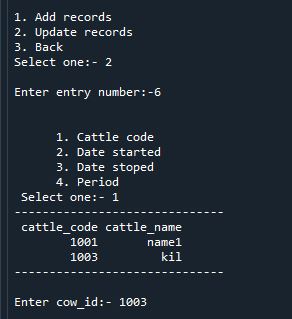 1. Add records
2. Update records
3. Back
Select one:- 2
Enter entry number:-6
1. Cattle code
2. Date started
3. Date stoped
4. Period
Select one:- 1
------------------------------
cattle_code cattle_name
1001 name1
1003 kil
------------------------------
Enter cow_id:- 1003